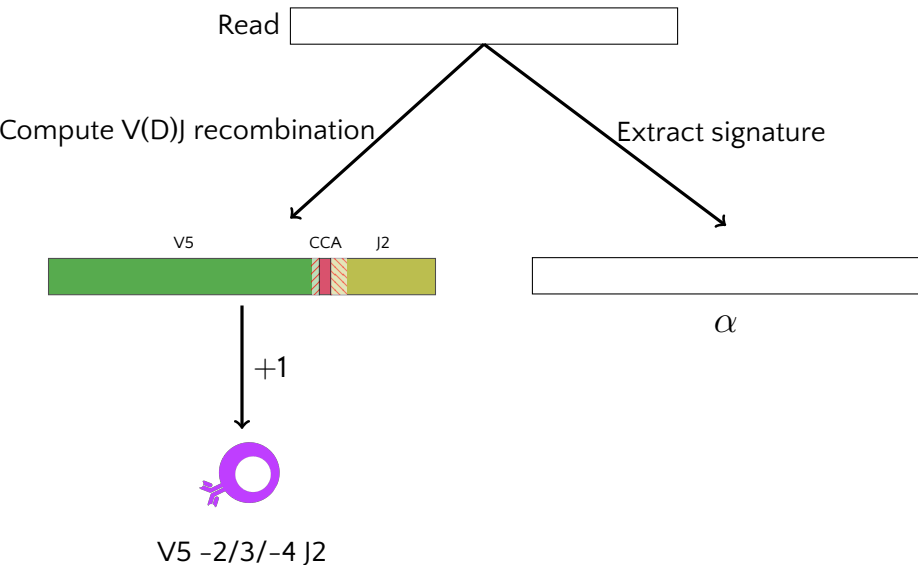 Read
Compute V(D)J recombination
Extract signature
V5 CCA J2
α
+1
V5 -2/3/-4 J2